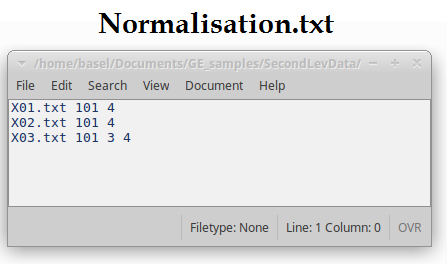 Normalisation.txt
/home/basel/Documents/GE_samples/SecondLevData/
File Edit Search View Document Help
X01.txt 101 4
X02.txt 101 4
X03.txt 101 3 4
Filetype: None Line: 1 Column: 0 OVR